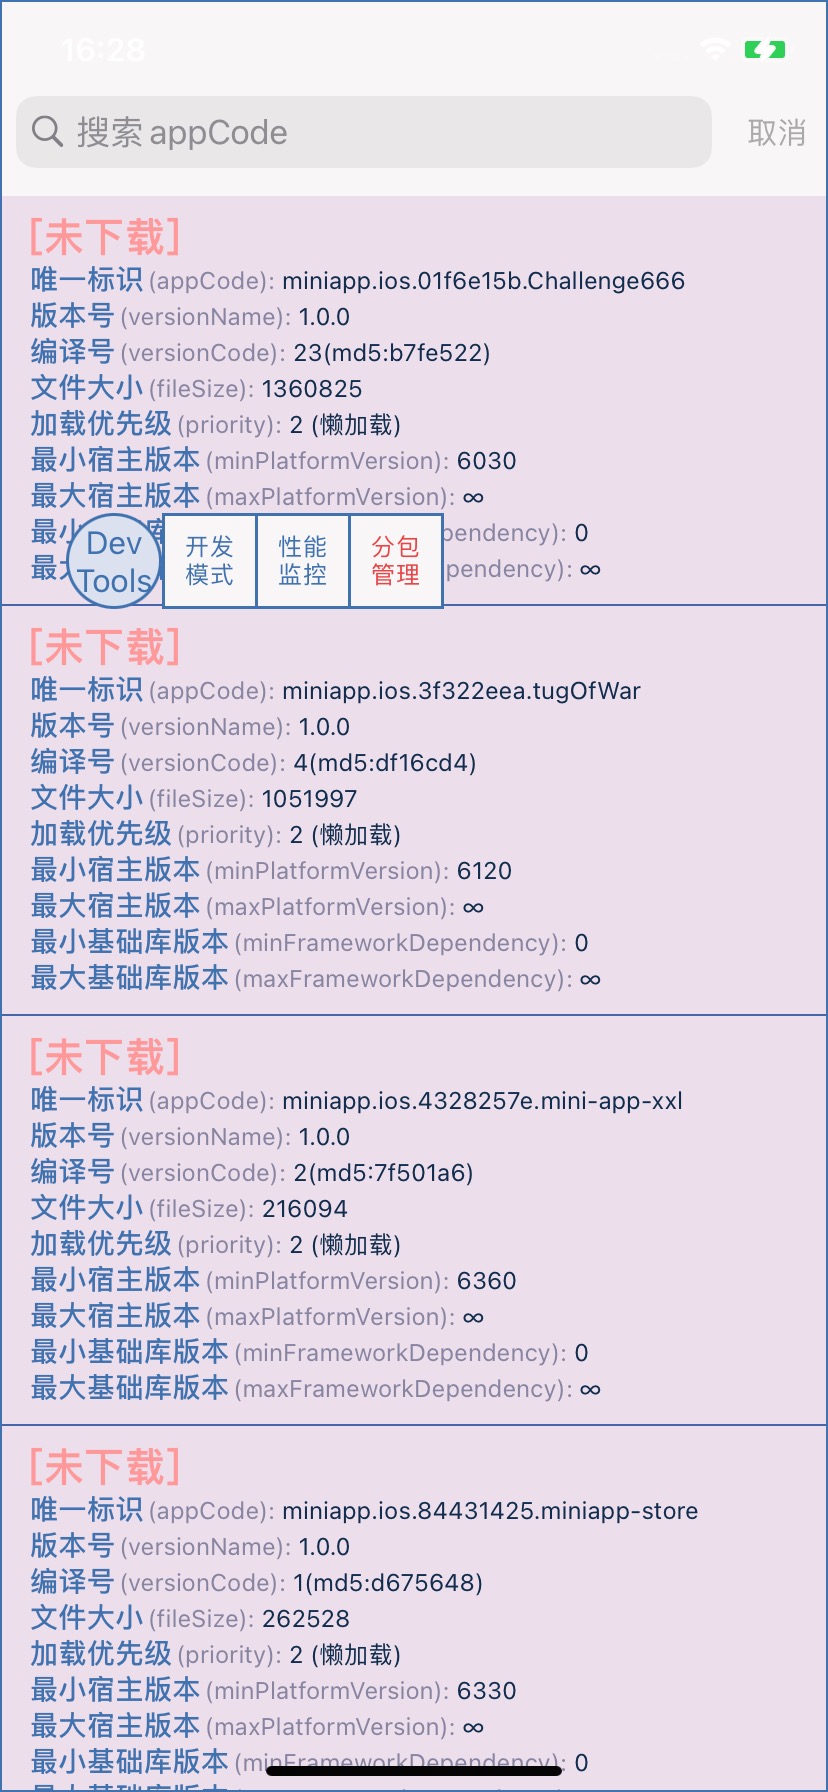 16:28
搜索 appCode
取消
[未下载]
唯一标识 (appCode): miniapp.ios.01f6e15b.Challenge666
版本号 (versionName): 1.0.0
编译号 (versionCode): 23(md5:b7fe522)
文件大小 (fileSize): 1360825
加载优先级 (priority): 2 (懒加载)
最小宿主版本 (minPlatformVersion): 6030
最大宿主版本 (maxPlatformVersion): ∞
最小 pendency): 0
最 pendency): ∞
Dev
Tools
开发
模式
性能
监控
分包
管理
[未下载]
唯一标识 (appCode): miniapp.ios.3f322eea.tugOfWar
版本号 (versionName): 1.0.0
编译号 (versionCode): 4(md5:df16cd4)
文件大小 (fileSize): 1051997
加载优先级 (priority): 2 (懒加载)
最小宿主版本 (minPlatformVersion): 6120
最大宿主版本 (maxPlatformVersion): ∞
最小基础库版本 (minFrameworkDependency): 0
最大基础库版本 (maxFrameworkDependency): ∞
[未下载]
唯一标识 (appCode): miniapp.ios.4328257e.mini-app-xxl
版本号 (versionName): 1.0.0
编译号 (versionCode): 2(md5:7f501a6)
文件大小 (fileSize): 216094
加载优先级 (priority): 2 (懒加载)
最小宿主版本 (minPlatformVersion): 6360
最大宿主版本 (maxPlatformVersion): ∞
最小基础库版本 (minFrameworkDependency): 0
最大基础库版本 (maxFrameworkDependency): ∞
[未下载]
唯一标识 (appCode): miniapp.ios.84431425.miniapp-store
版本号 (versionName): 1.0.0
编译号 (versionCode): 1(md5:d675648)
文件大小 (fileSize): 262528
加载优先级 (priority): 2 (懒加载)
最小宿主版本 (minPlatformVersion): 6330
最大宿主版本 (maxPlatformVersion): ∞
最小基础库版本 (minFrameworkDependency): 0